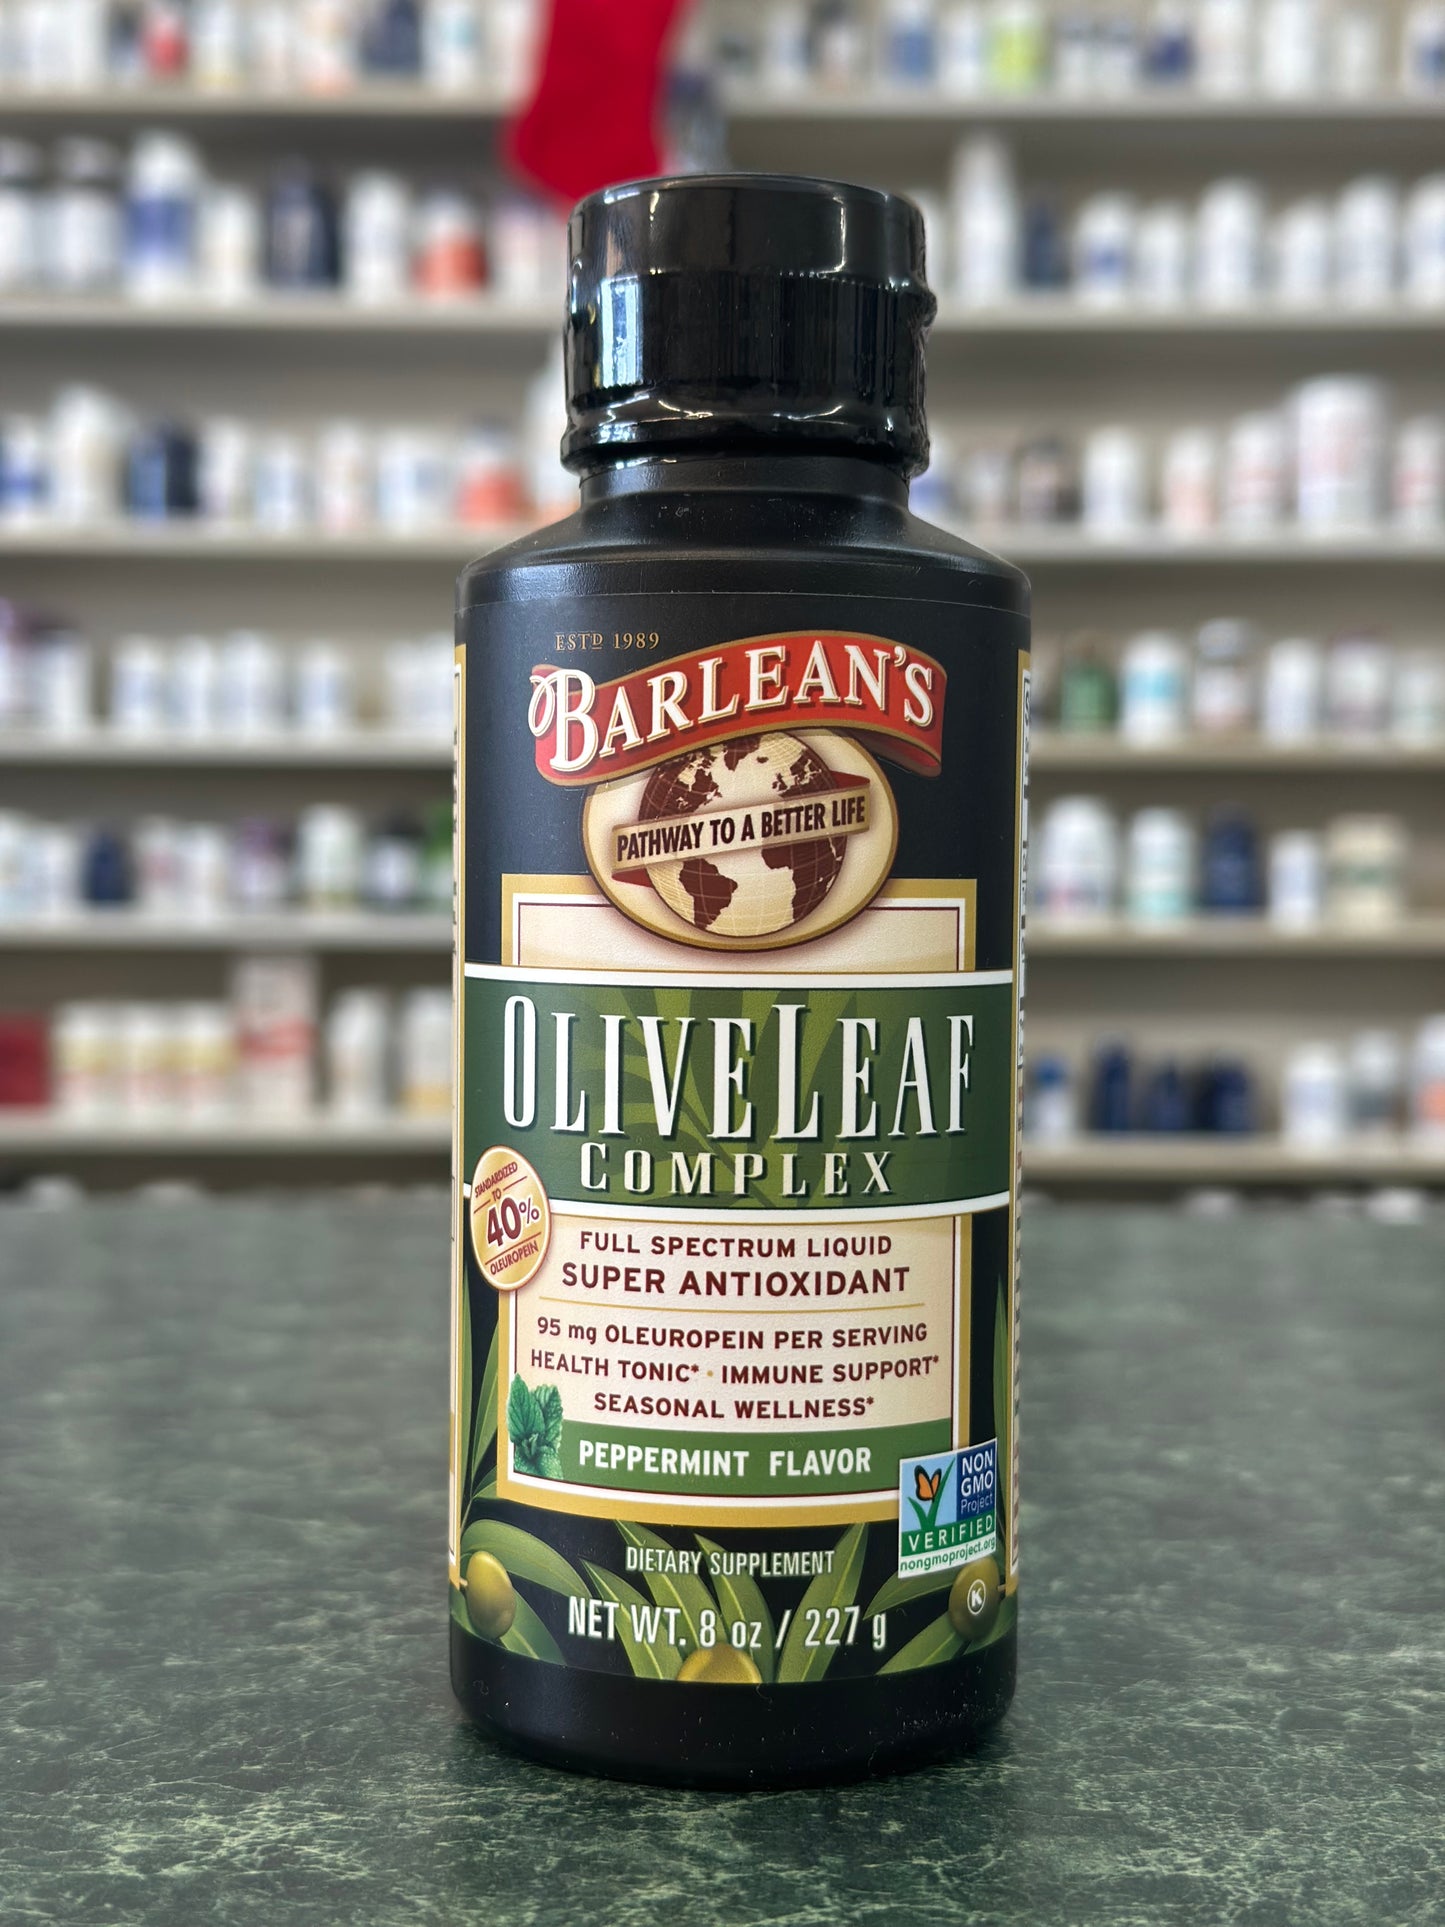 ESTD 1989
BARLEAN'S
PATHWAY TO A BETTER LIFE
OLIVELEAF
COMPLEX
STANDARDIZED
TO
40%
OLEUROPEIN
FULL SPECTRUM LIQUID
SUPER ANTIOXIDANT
95 mg OLEUROPEIN PER SERVING
HEALTH TONIC* • IMMUNE SUPPORT*
SEASONAL WELLNESS*
PEPPERMINT FLAVOR
NON
GMO
Project
VERIFIED
nongmoproject.org
DIETARY SUPPLEMENT
K
NET WT. 8 oz / 227 g